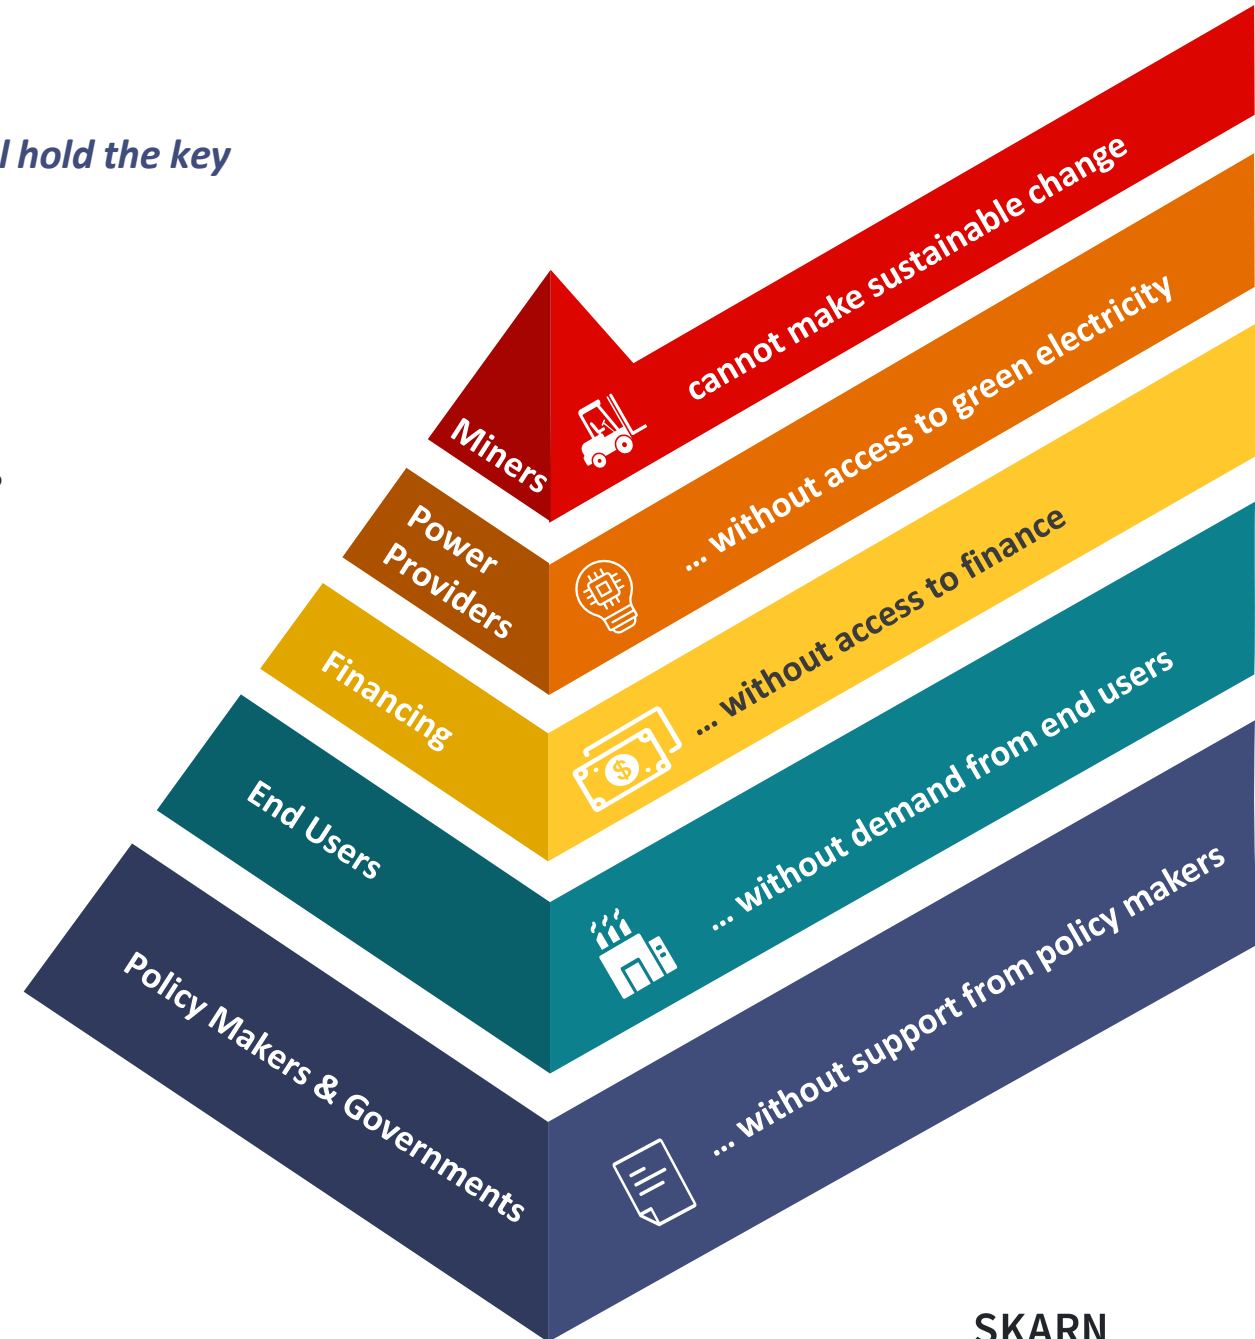 l hold the key
Miners
cannot make sustainable change
Power
Providers
... without access to green electricity
Financing
... without access to finance
$
End Users
... without demand from end users
Policy Makers & Governments
... without support from policy makers
SKARN